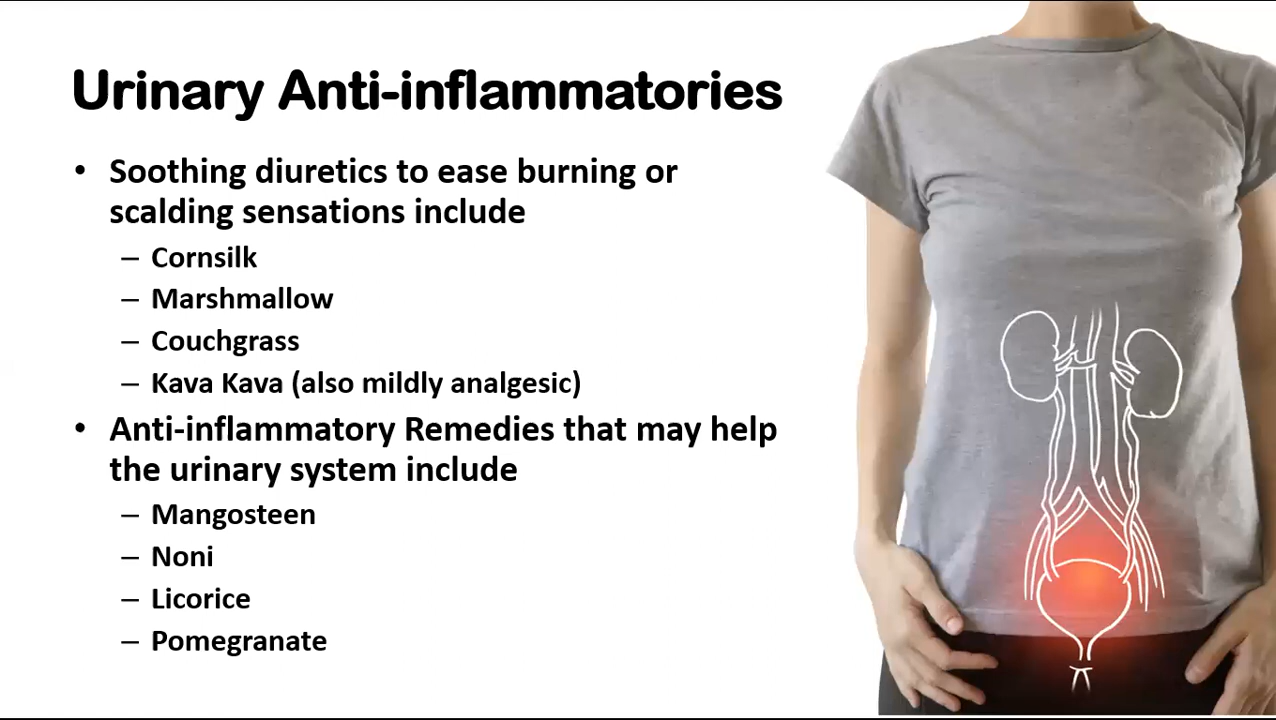 Urinary Anti-inflammatories
• Soothing diuretics to ease burning or
scalding sensations include
– Cornsilk
– Marshmallow
– Couchgrass
– Kava Kava (also mildly analgesic)
• Anti-inflammatory Remedies that may help
the urinary system include
– Mangosteen
– Noni
– Licorice
– Pomegranate